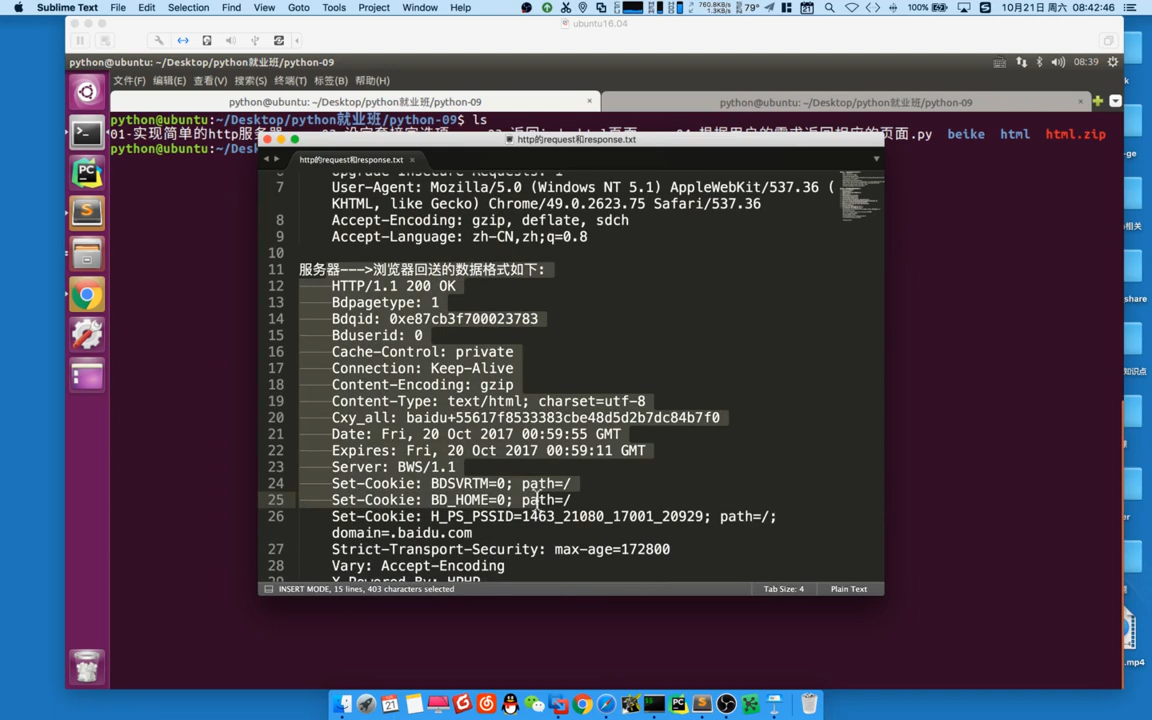 Sublime Text File Edit Selection Find View Goto Tools Project Window Help 760.8KB/s 1.3KB/s 79° 100% 10月21日 周六 08:42:46
ubuntu16.04
python@ubuntu: ~/Desktop/python就业班/python-09 08:39
文件(F) 编辑(E) 查看(V) 搜索(S) 终端(T) 标签(B) 帮助(H)
python@ubuntu: ~/Desktop/python就业班/python-09 × python@ubuntu: ~/Desktop/python就业班/python-09 ×
python@ubuntu:~/Desktop/python就业班/python-09$ ls
01-实现简单的http服务器 页面.py beike html html.zip
python@ubuntu:~/Des
http的request和response.txt
http的request和response.txt ×
7 User-Agent: Mozilla/5.0 (Windows NT 5.1) AppleWebKit/537.36 (
KHTML, like Gecko) Chrome/49.0.2623.75 Safari/537.36
8 Accept-Encoding: gzip, deflate, sdch
9 Accept-Language: zh-CN,zh;q=0.8
10
11 服务器--->浏览器回送的数据格式如下:
12 HTTP/1.1 200 OK
13 Bdpagetype: 1
14 Bdqid: 0xe87cb3f700023783
15 Bduserid: 0
16 Cache-Control: private
17 Connection: Keep-Alive
18 Content-Encoding: gzip
19 Content-Type: text/html; charset=utf-8
20 Cxy_all: baidu+55617f8533383cbe48d5d2b7dc84b7f0
21 Date: Fri, 20 Oct 2017 00:59:55 GMT
22 Expires: Fri, 20 Oct 2017 00:59:11 GMT
23 Server: BWS/1.1
24 Set-Cookie: BDSVRTM=0; path=/
25 Set-Cookie: BD_HOME=0; path=/
26 Set-Cookie: H_PS_PSSID=1463_21080_17001_20929; path=/;
domain=.baidu.com
27 Strict-Transport-Security: max-age=172800
28 Vary: Accept-Encoding
INSERT MODE, 15 lines, 403 characters selected Tab Size: 4 Plain Text
相关
share
知识点
.mp4